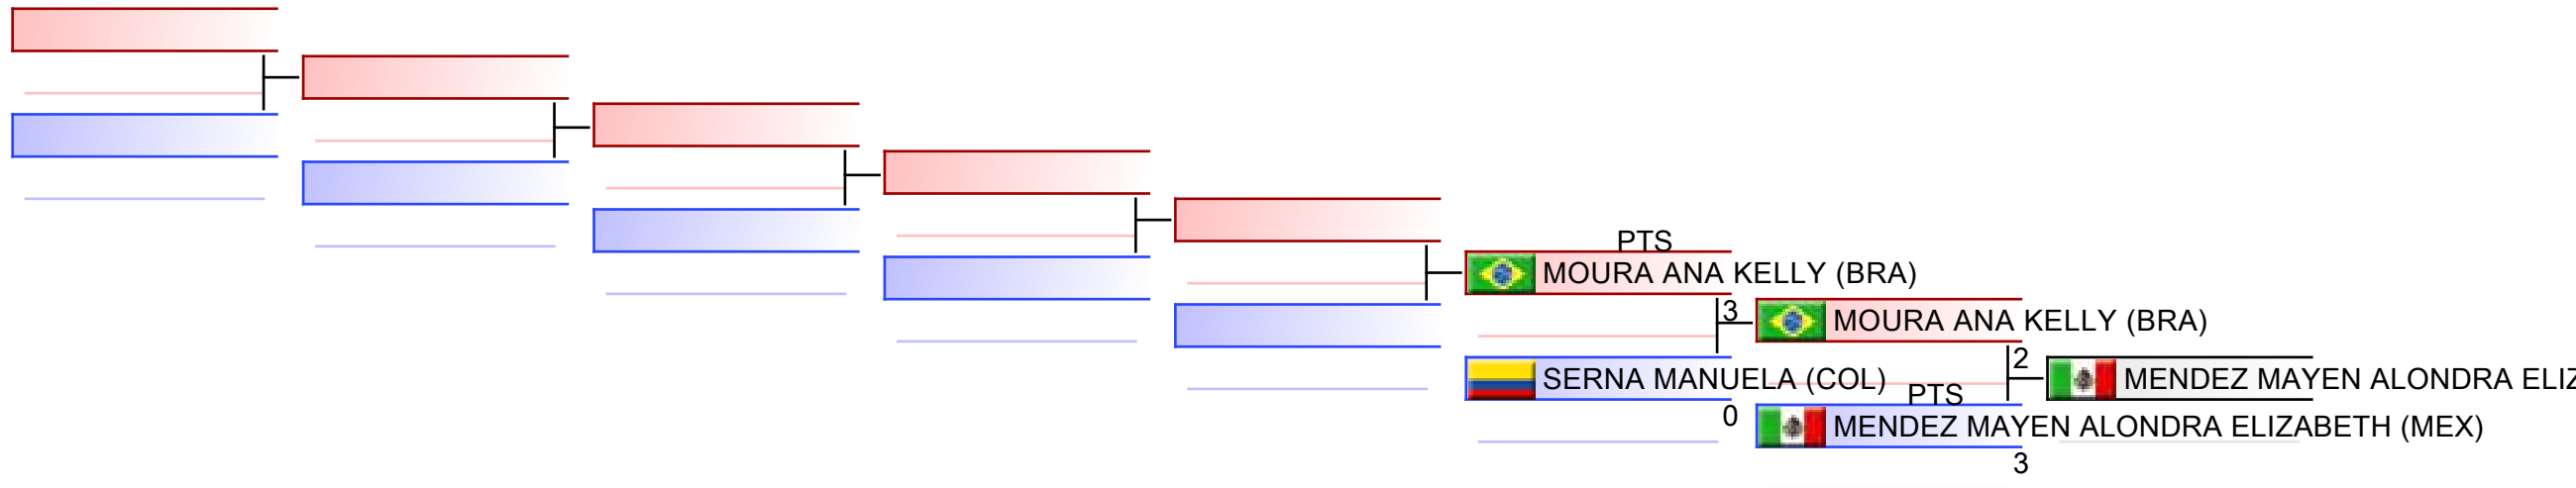 PTS
MOURA ANA KELLY (BRA)
3
MOURA ANA KELLY (BRA)
2
SERNA MANUELA (COL)
MENDEZ MAYEN ALONDRA ELIZ
PTS
0
MENDEZ MAYEN ALONDRA ELIZABETH (MEX)
3